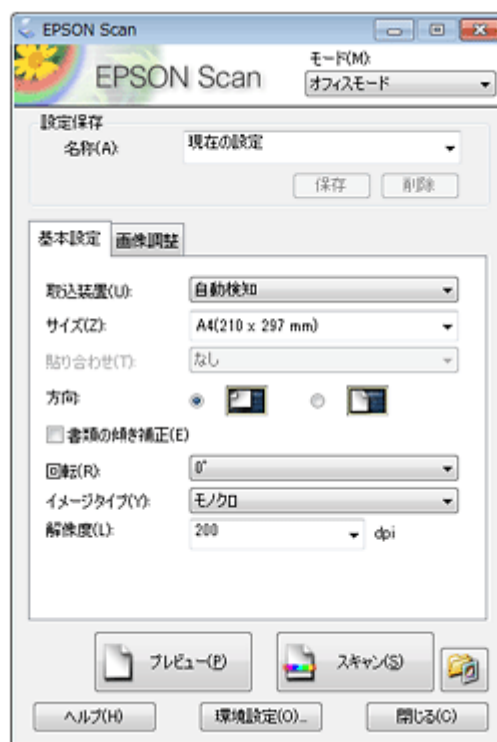 EPSON Scan
EPSON Scan
モード(M):
オフィスモード
設定保存
名称(A):
現在の設定
保存
削除
基本設定
画像調整
取込装置(U):
自動検知
サイズ(Z):
A4(210 x 297 mm)
貼り合わせ(T):
なし
方向:
書類の傾き補正(E)
回転(R):
0°
イメージタイプ(Y):
モノクロ
解像度(L):
200
dpi
プレビュー(P)
スキャン(S)
ヘルプ(H)
環境設定(O)...
閉じる(C)